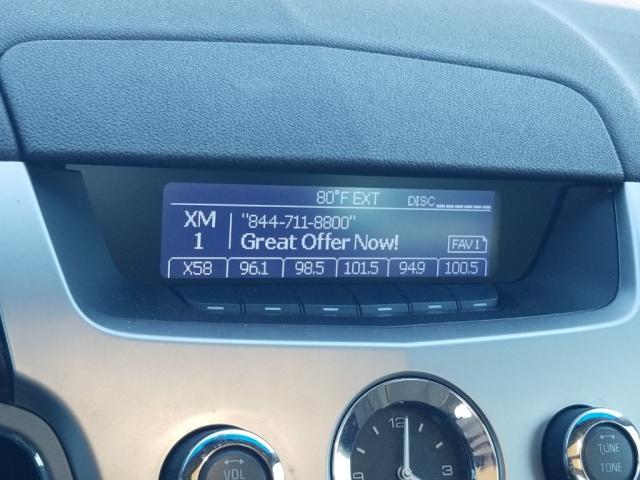 80°F EXT DISC
XM "844-711-8800"
1 Great Offer Now! FAV1
X58 96.1 98.5 101.5 94.9 100.5
12
9 3
VOL
TUNE
TONE